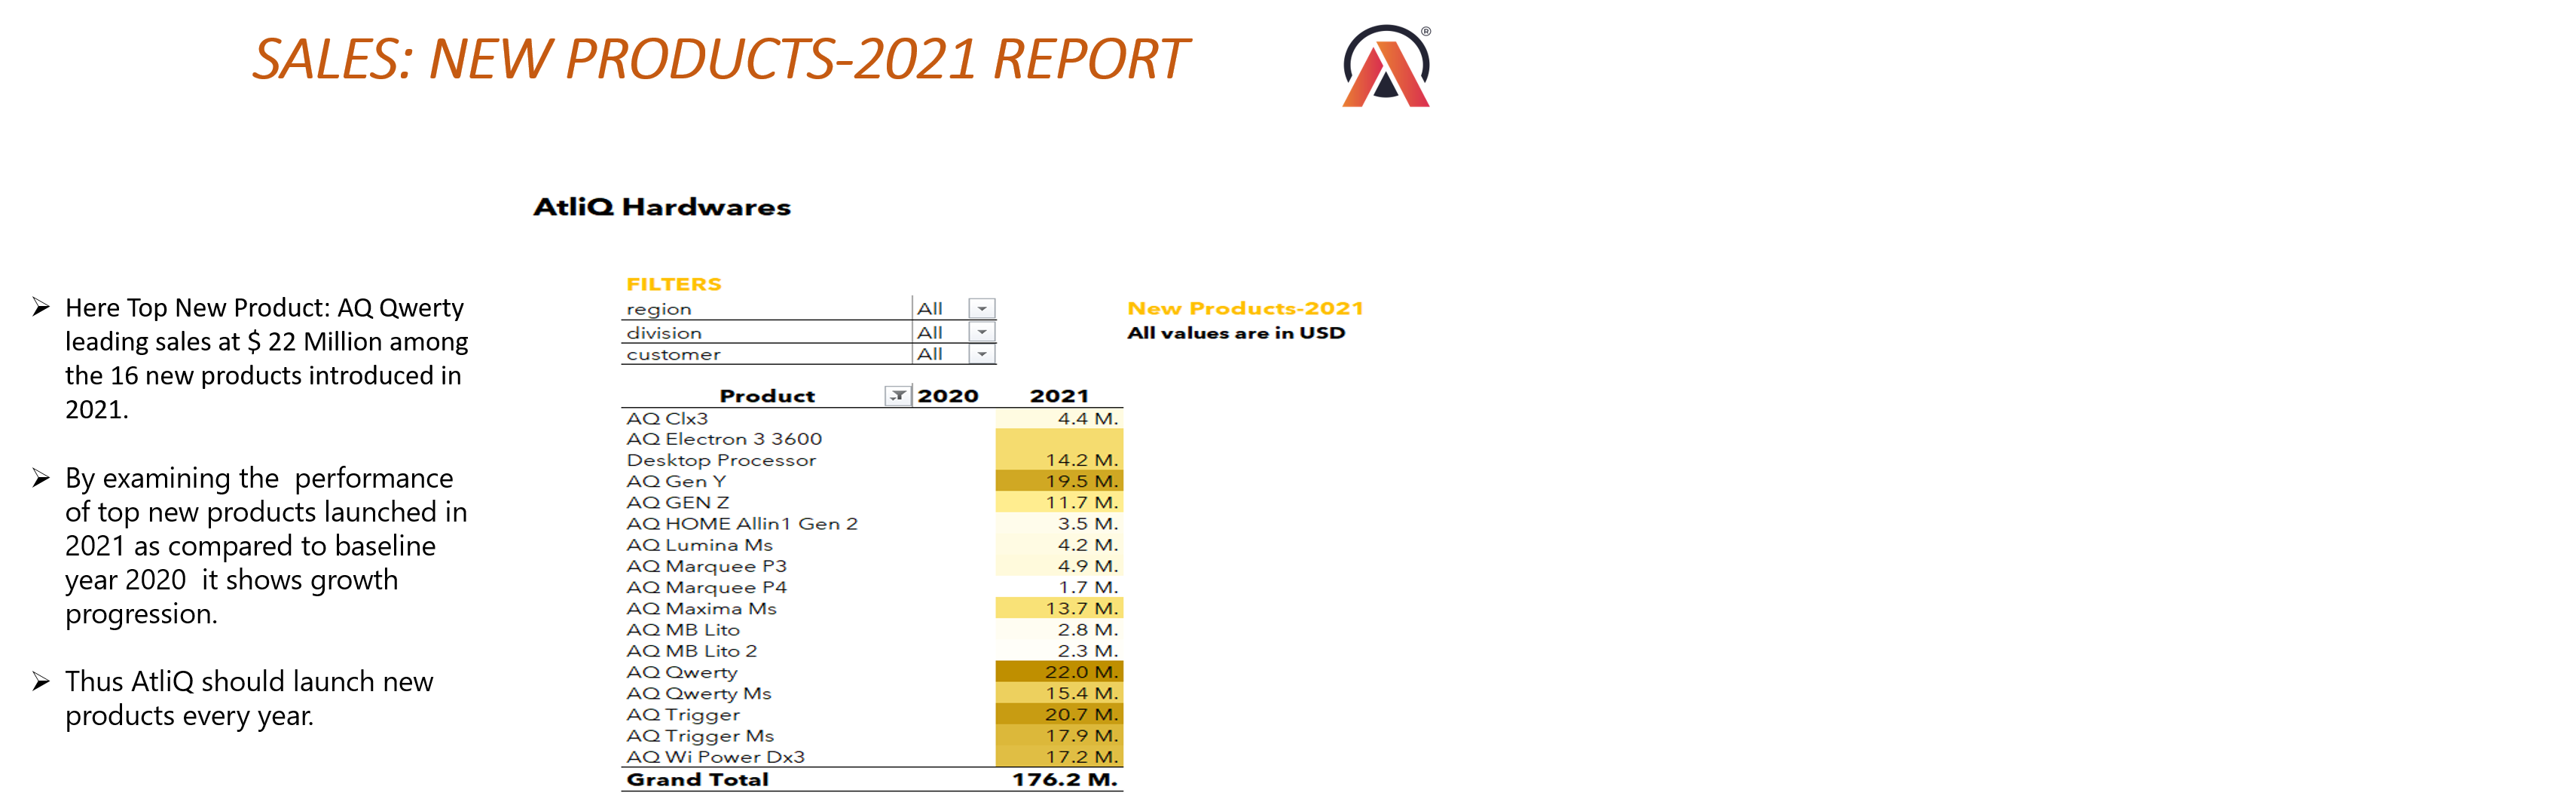 SALES: NEW PRODUCTS-2021 REPORT
®
AtliQ Hardwares
➢ Here Top New Product: AQ Qwerty
leading sales at $ 22 Million among
the 16 new products introduced in
2021.
➢ By examining the  performance
of top new products launched in
2021 as compared to baseline
year 2020  it shows growth
progression.
➢ Thus AtliQ should launch new
products every year.
FILTERS
region All
division All
customer All
New Products-2021
All values are in USD
Product 2020 2021
AQ Clx3 4.4 M.
AQ Electron 3 3600
Desktop Processor 14.2 M.
AQ Gen Y 19.5 M.
AQ GEN Z 11.7 M.
AQ HOME Allin1 Gen 2 3.5 M.
AQ Lumina Ms 4.2 M.
AQ Marquee P3 4.9 M.
AQ Marquee P4 1.7 M.
AQ Maxima Ms 13.7 M.
AQ MB Lito 2.8 M.
AQ MB Lito 2 2.3 M.
AQ Qwerty 22.0 M.
AQ Qwerty Ms 15.4 M.
AQ Trigger 20.7 M.
AQ Trigger Ms 17.9 M.
AQ Wi Power Dx3 17.2 M.
Grand Total 176.2 M.